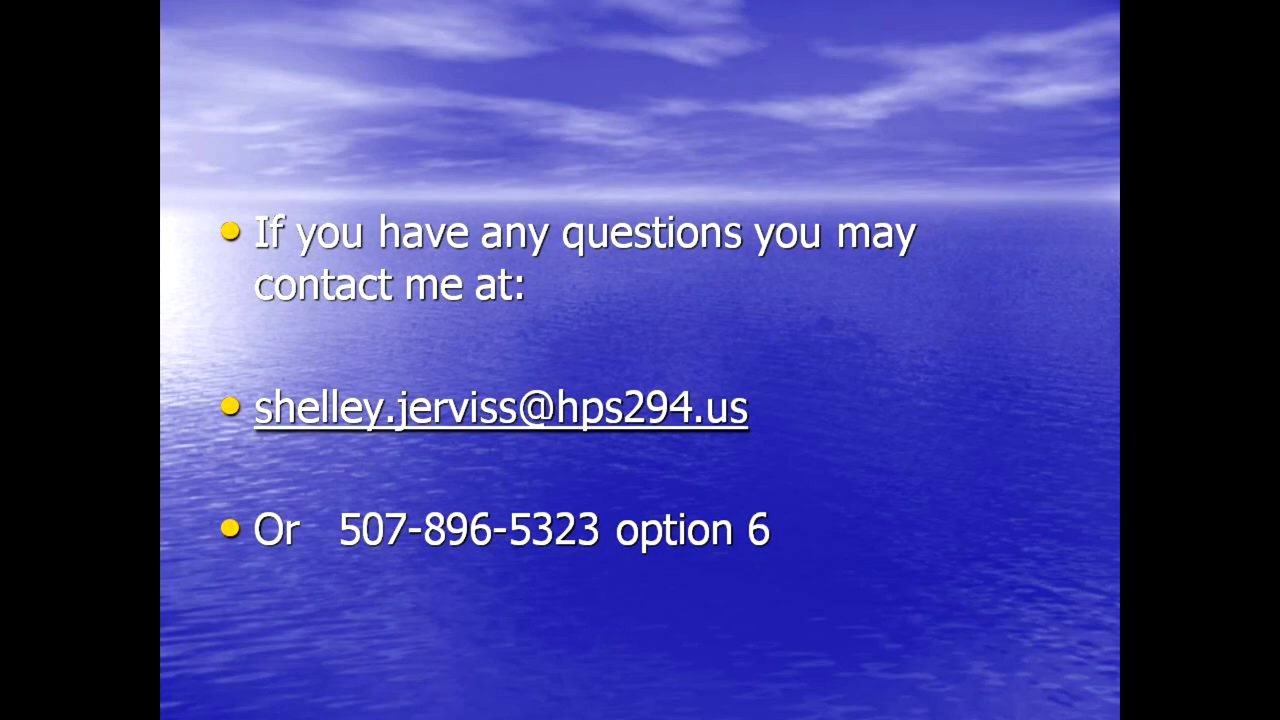 • If you have any questions you may
contact me at:
• shelley.jerviss@hps294.us
• Or 507-896-5323 option 6